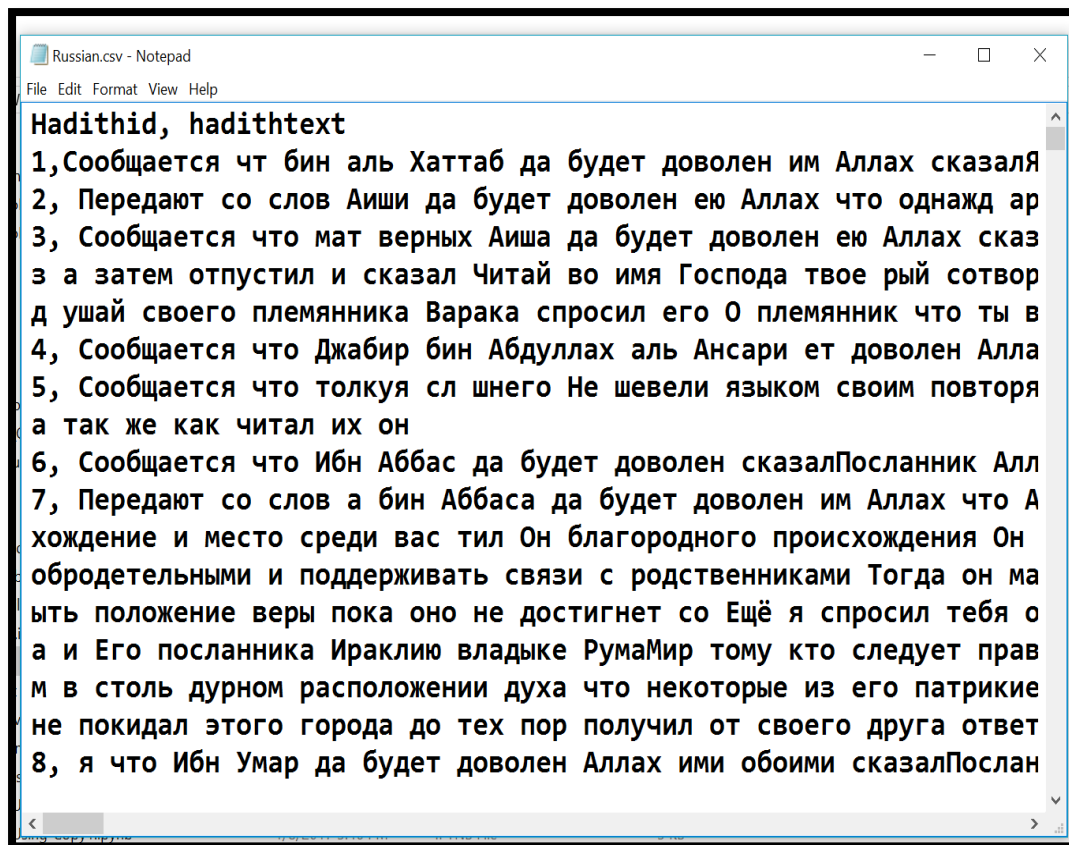 Russian.csv - Notepad
File Edit Format View Help
Hadithid, hadithtext
1,Сообщается чт бин аль Хаттаб да будет доволен им Аллах сказалЯ
2, Передают со слов Аиши да будет доволен ею Аллах что однажд ар
3, Сообщается что мат верных Аиша да будет доволен ею Аллах сказ
з а затем отпустил и сказал Читай во имя Господа твое рый сотвор
д ушай своего племянника Варака спросил его О племянник что ты в
4, Сообщается что Джабир бин Абдуллах аль Ансари ет доволен Алла
5, Сообщается что толкуя сл шнего Не шевели языком своим повторя
а так же как читал их он
6, Сообщается что Ибн Аббас да будет доволен сказалПосланник Алл
7, Передают со слов а бин Аббаса да будет доволен им Аллах что А
хождение и место среди вас тил Он благородного происхождения Он
обродетельными и поддерживать связи с родственниками Тогда он ма
ыть положение веры пока оно не достигнет со Ещё я спросил тебя о
а и Его посланника Ираклию владыке РумаМир тому кто следует прав
м в столь дурном расположении духа что некоторые из его патрикие
не покидал этого города до тех пор получил от своего друга ответ
8, я что Ибн Умар да будет доволен Аллах ими обоими сказалПослан